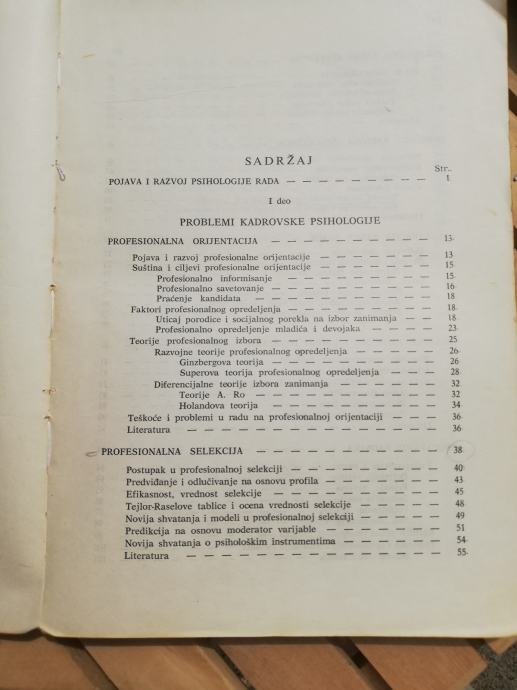 SADRŽAJ
Str.
POJAVA I RAZVOJ PSIHOLOGIJE RADA — — — — — — — 1
I deo
PROBLEMI KADROVSKE PSIHOLOGIJE
PROFESIONALNA ORIJENTACIJA — — — — — — — — 13
Pojava i razvoj profesionalne orijentacije — — — — — — 13
Suština i ciljevi profesionalne orijentacije — — — — — — 15
Profesionalno informisanje — — — — — — — — 15
Profesionalno savetovanje — — — — — — — — 16
Praćenje kandidata — — — — — — — — — 18
Faktori profesionalnog opredeljenja — — — — — — — 18
Uticaj porodice i socijalnog porekla na izbor zanimanja — — 18
Profesionalno opredeljenje mladića i devojaka — — — — 23
Teorije profesionalnog izbora — — — — — — — — 25
Razvojne teorije profesionalnog opredeljenja — — — — 26
Ginzbergova teorija — — — — — — — — 26
Superova teorija profesionalnog opredeljenja — — — 28
Diferencijalne teorije izbora zanimanja — — — — — 32
Teorije A. Ro — — — — — — — — — 32
Holandova teorija — — — — — — — — 34
Teškoće i problemi u radu na profesionalnoj orijentaciji — — — 36
Literatura — — — — — — — — — — — 36
PROFESIONALNA SELEKCIJA — — — — — — — — — 38
Postupak u profesionalnoj selekciji — — — — — — — 40
Predviđanje i odlučivanje na osnovu profila — — — — — 43
Efikasnost, vrednost selekcije — — — — — — — — 45
Tejlor-Raselove tablice i ocena vrednosti selekcije — — — — 48
Novija shvatanja i modeli u profesionalnoj selekciji — — — — 49
Predikcija na osnovu moderator varijable — — — — — — 51
Novija shvatanja o psihološkim instrumentima — — — — — 54
Literatura — — — — — — — — — — — 55